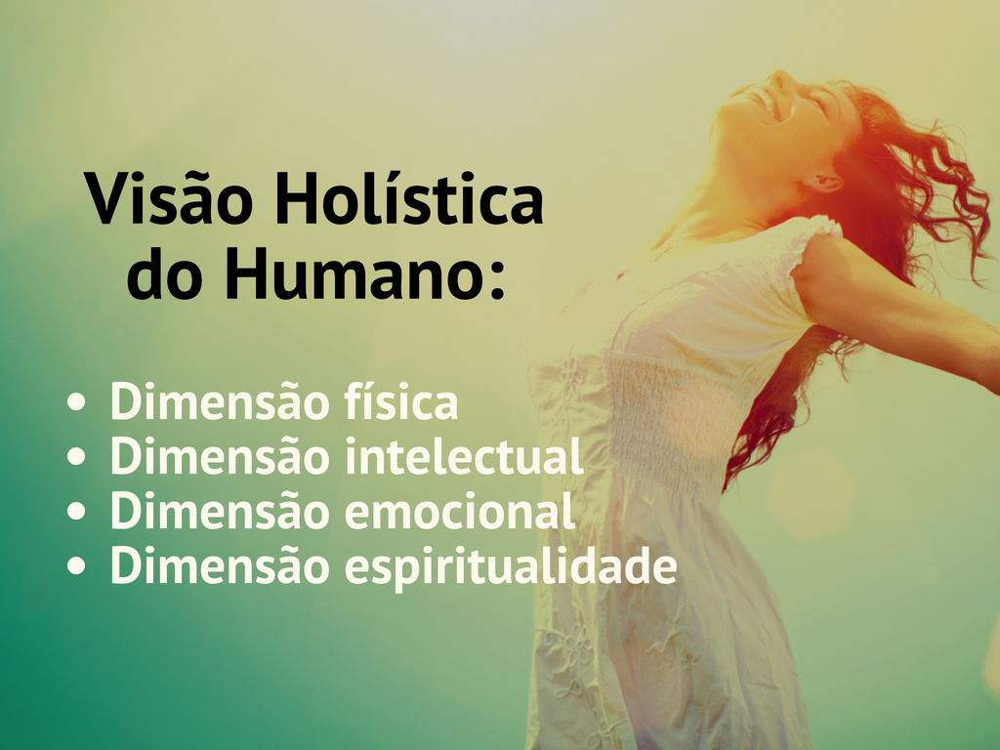 Visão Holística
do Humano:
• Dimensão física
• Dimensão intelectual
• Dimensão emocional
• Dimensão espiritualidade